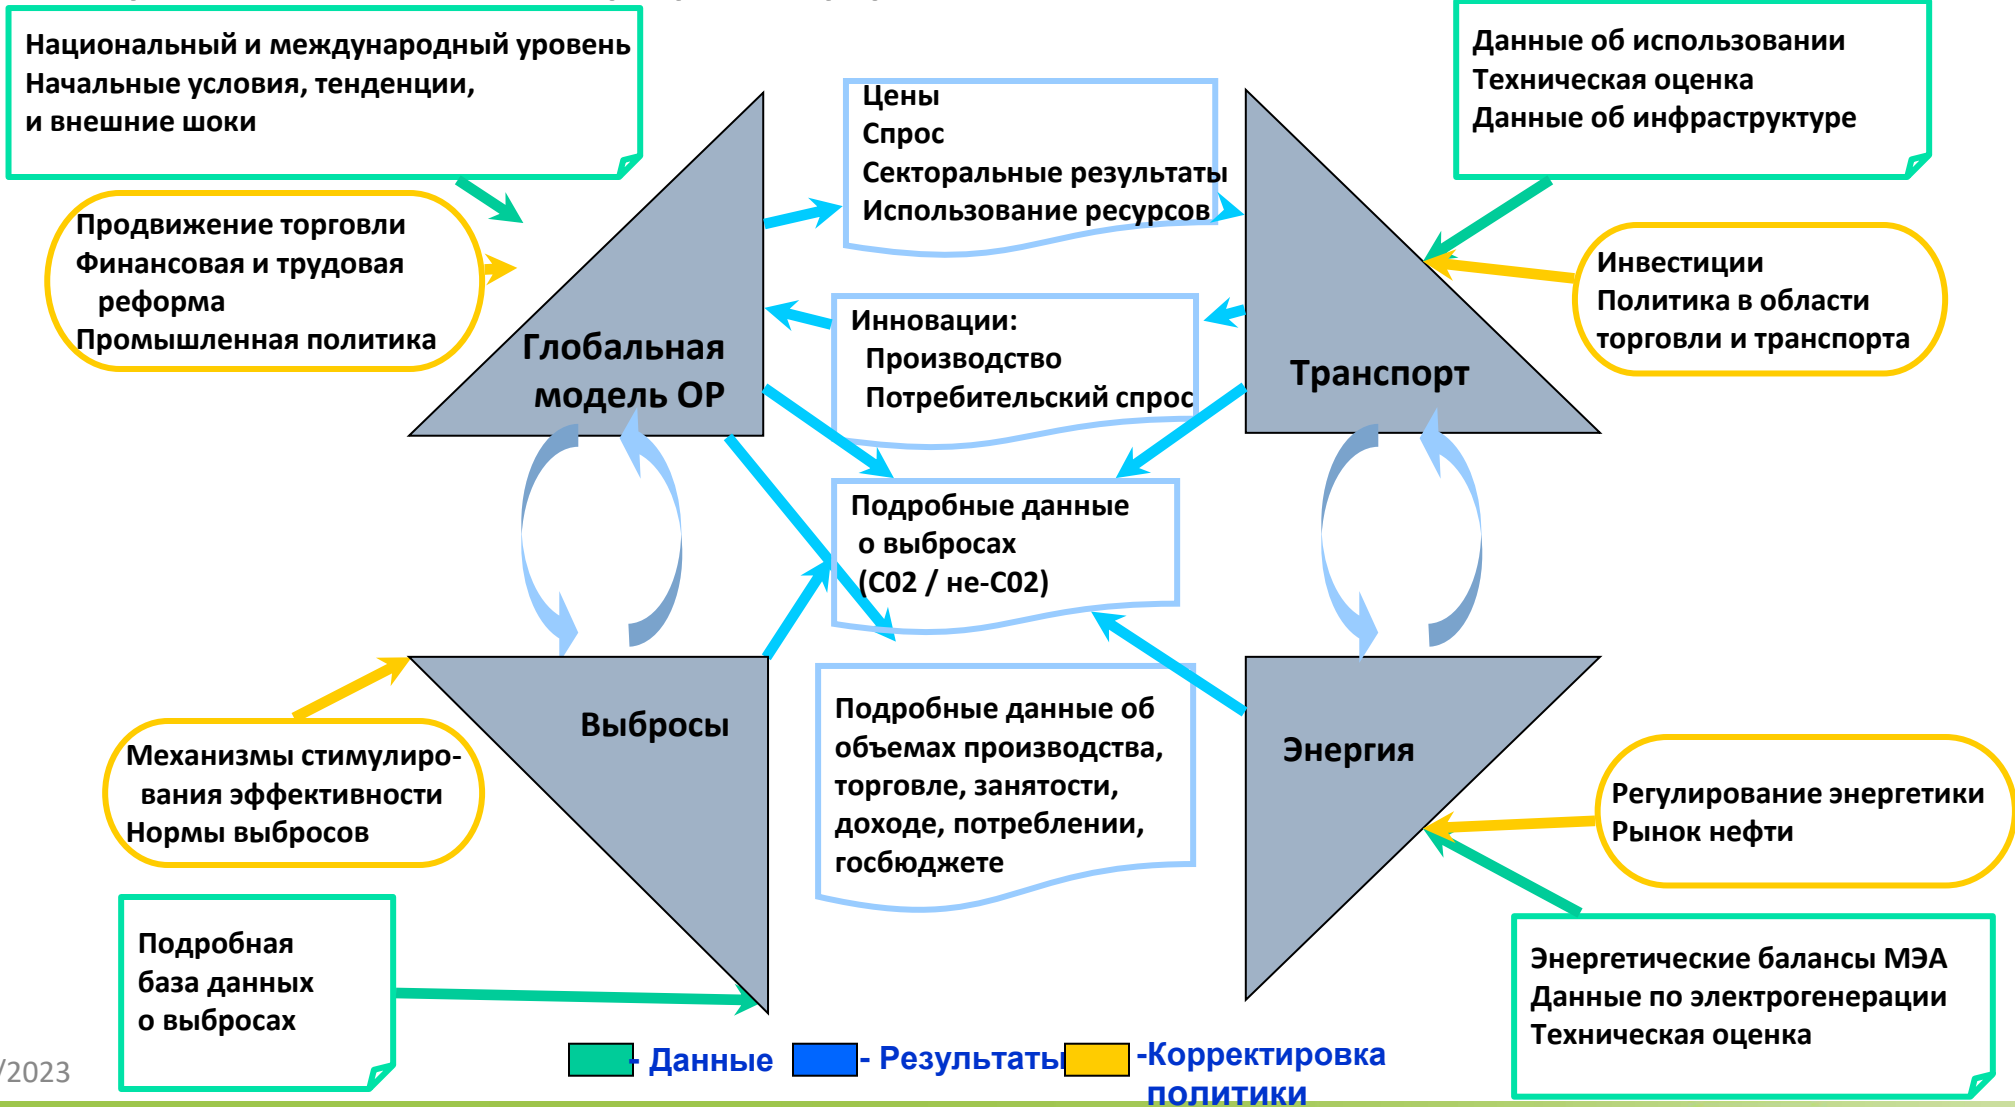 Национальный и международный уровень
Начальные условия, тенденции,
и внешние шоки
Данные об использовании
Техническая оценка
Данные об инфраструктуре
Цены
Спрос
Секторальные результаты
Использование ресурсов
Продвижение торговли
Финансовая и трудовая
реформа
Промышленная политика
Инвестиции
Политика в области
торговли и транспорта
Инновации:
Производство
Потребительский спрос
Глобальная
модель ОР
Транспорт
Подробные данные
о выбросах
(С02 / не-С02)
Выбросы
Энергия
Подробные данные об
объемах производства,
торговле, занятости,
доходе, потреблении,
госбюджете
Механизмы стимулиро-
вания эффективности
Нормы выбросов
Регулирование энергетики
Рынок нефти
Подробная
база данных
о выбросах
Энергетические балансы МЭА
Данные по электрогенерации
Техническая оценка
- Данные
- Результаты
-Корректировка
политики
/2023